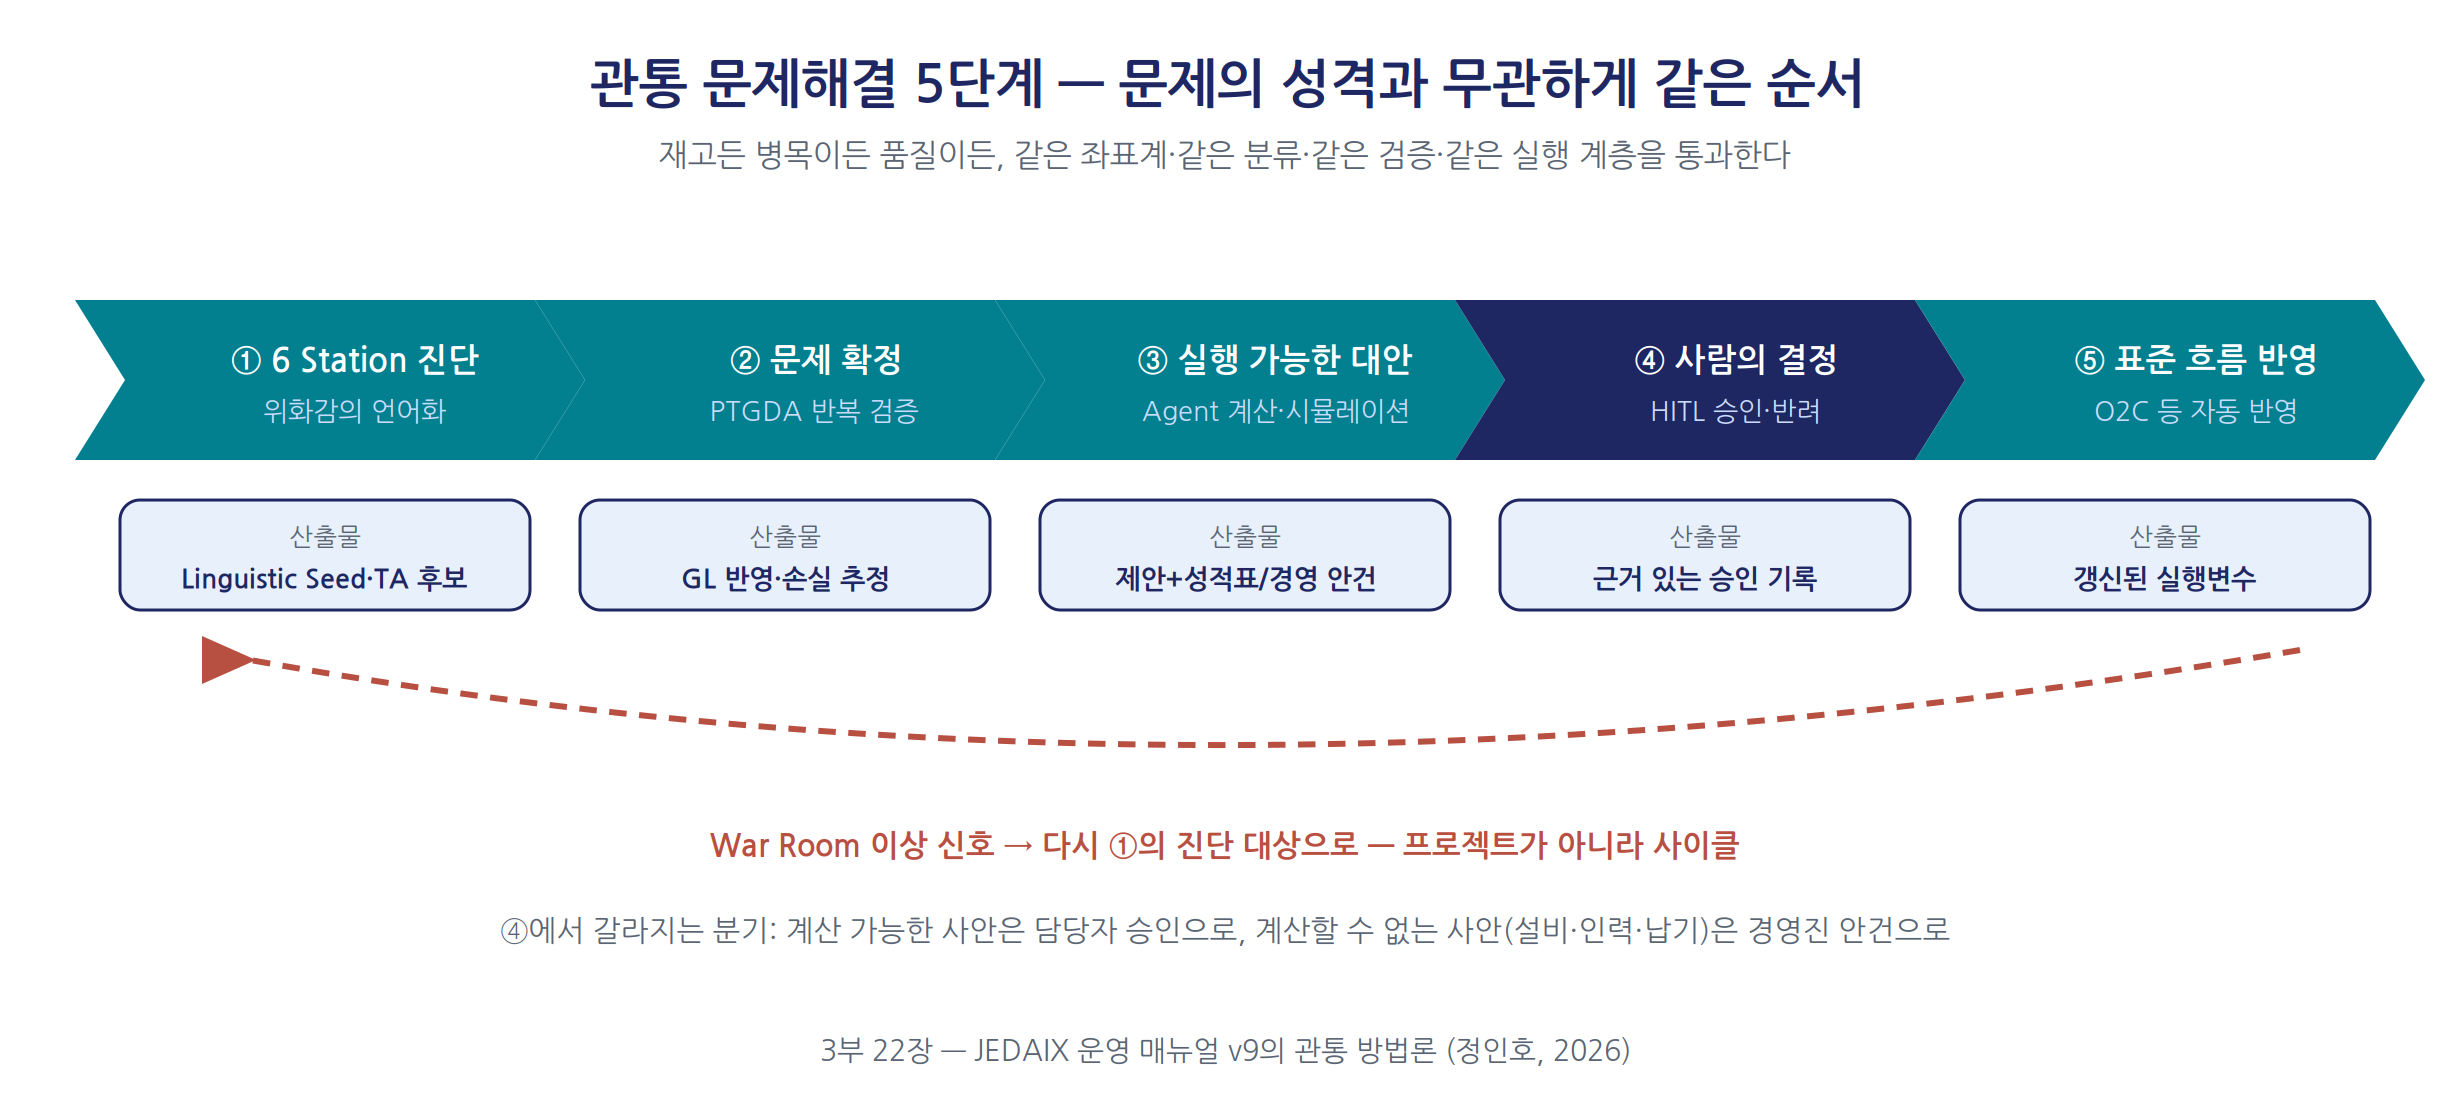 관통 문제해결 5단계 — 문제의 성격과 무관하게 같은 순서
재고든 병목이든 품질이든, 같은 좌표계·같은 분류·같은 검증·같은 실행 계층을 통과한다
① 6 Station 진단
위화감의 언어화
② 문제 확정
PTGDA 반복 검증
③ 실행 가능한 대안
Agent 계산·시뮬레이션
④ 사람의 결정
HITL 승인·반려
⑤ 표준 흐름 반영
O2C 등 자동 반영
산출물
Linguistic Seed·TA 후보
산출물
GL 반영·손실 추정
산출물
제안+성적표/경영 안건
산출물
근거 있는 승인 기록
산출물
갱신된 실행변수
War Room 이상 신호 → 다시 ①의 진단 대상으로 — 프로젝트가 아니라 사이클
④에서 갈라지는 분기: 계산 가능한 사안은 담당자 승인으로, 계산할 수 없는 사안(설비·인력·납기)은 경영진 안건으로
3부 22장 — JEDAIX 운영 매뉴얼 v9의 관통 방법론 (정인호, 2026)